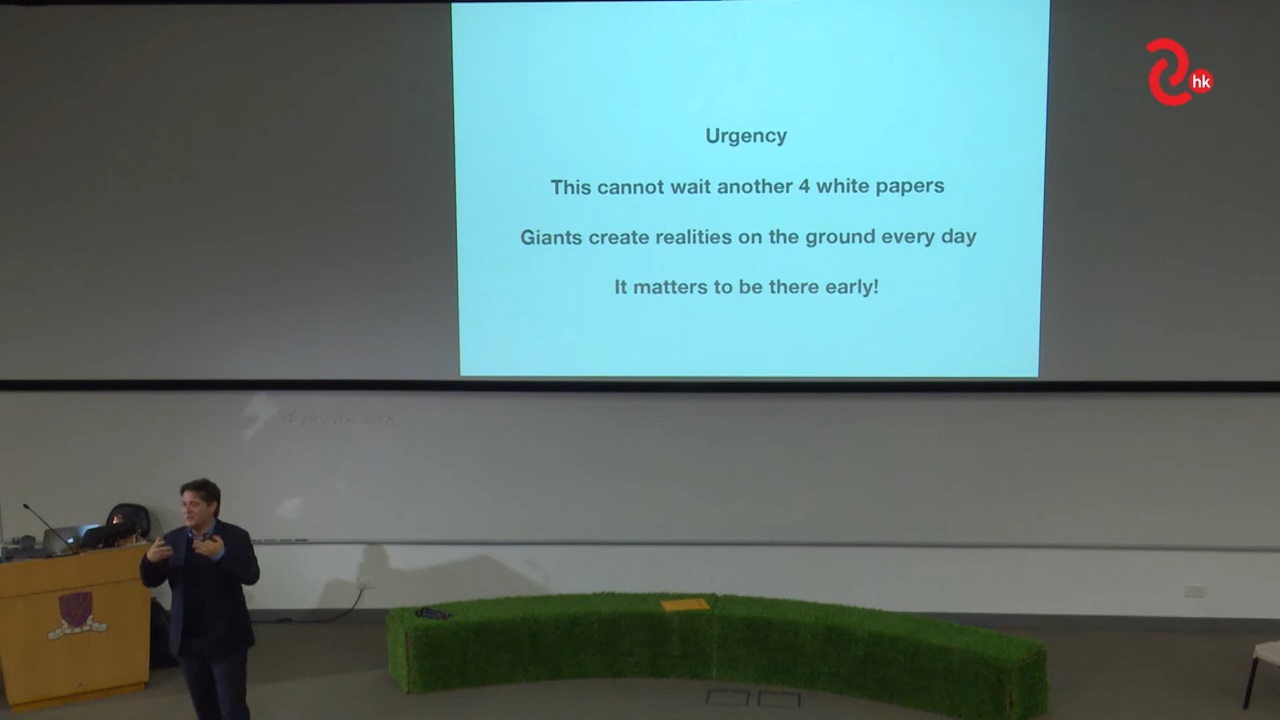 hk
Urgency
This cannot wait another 4 white papers
Giants create realities on the ground every day
It matters to be there early!